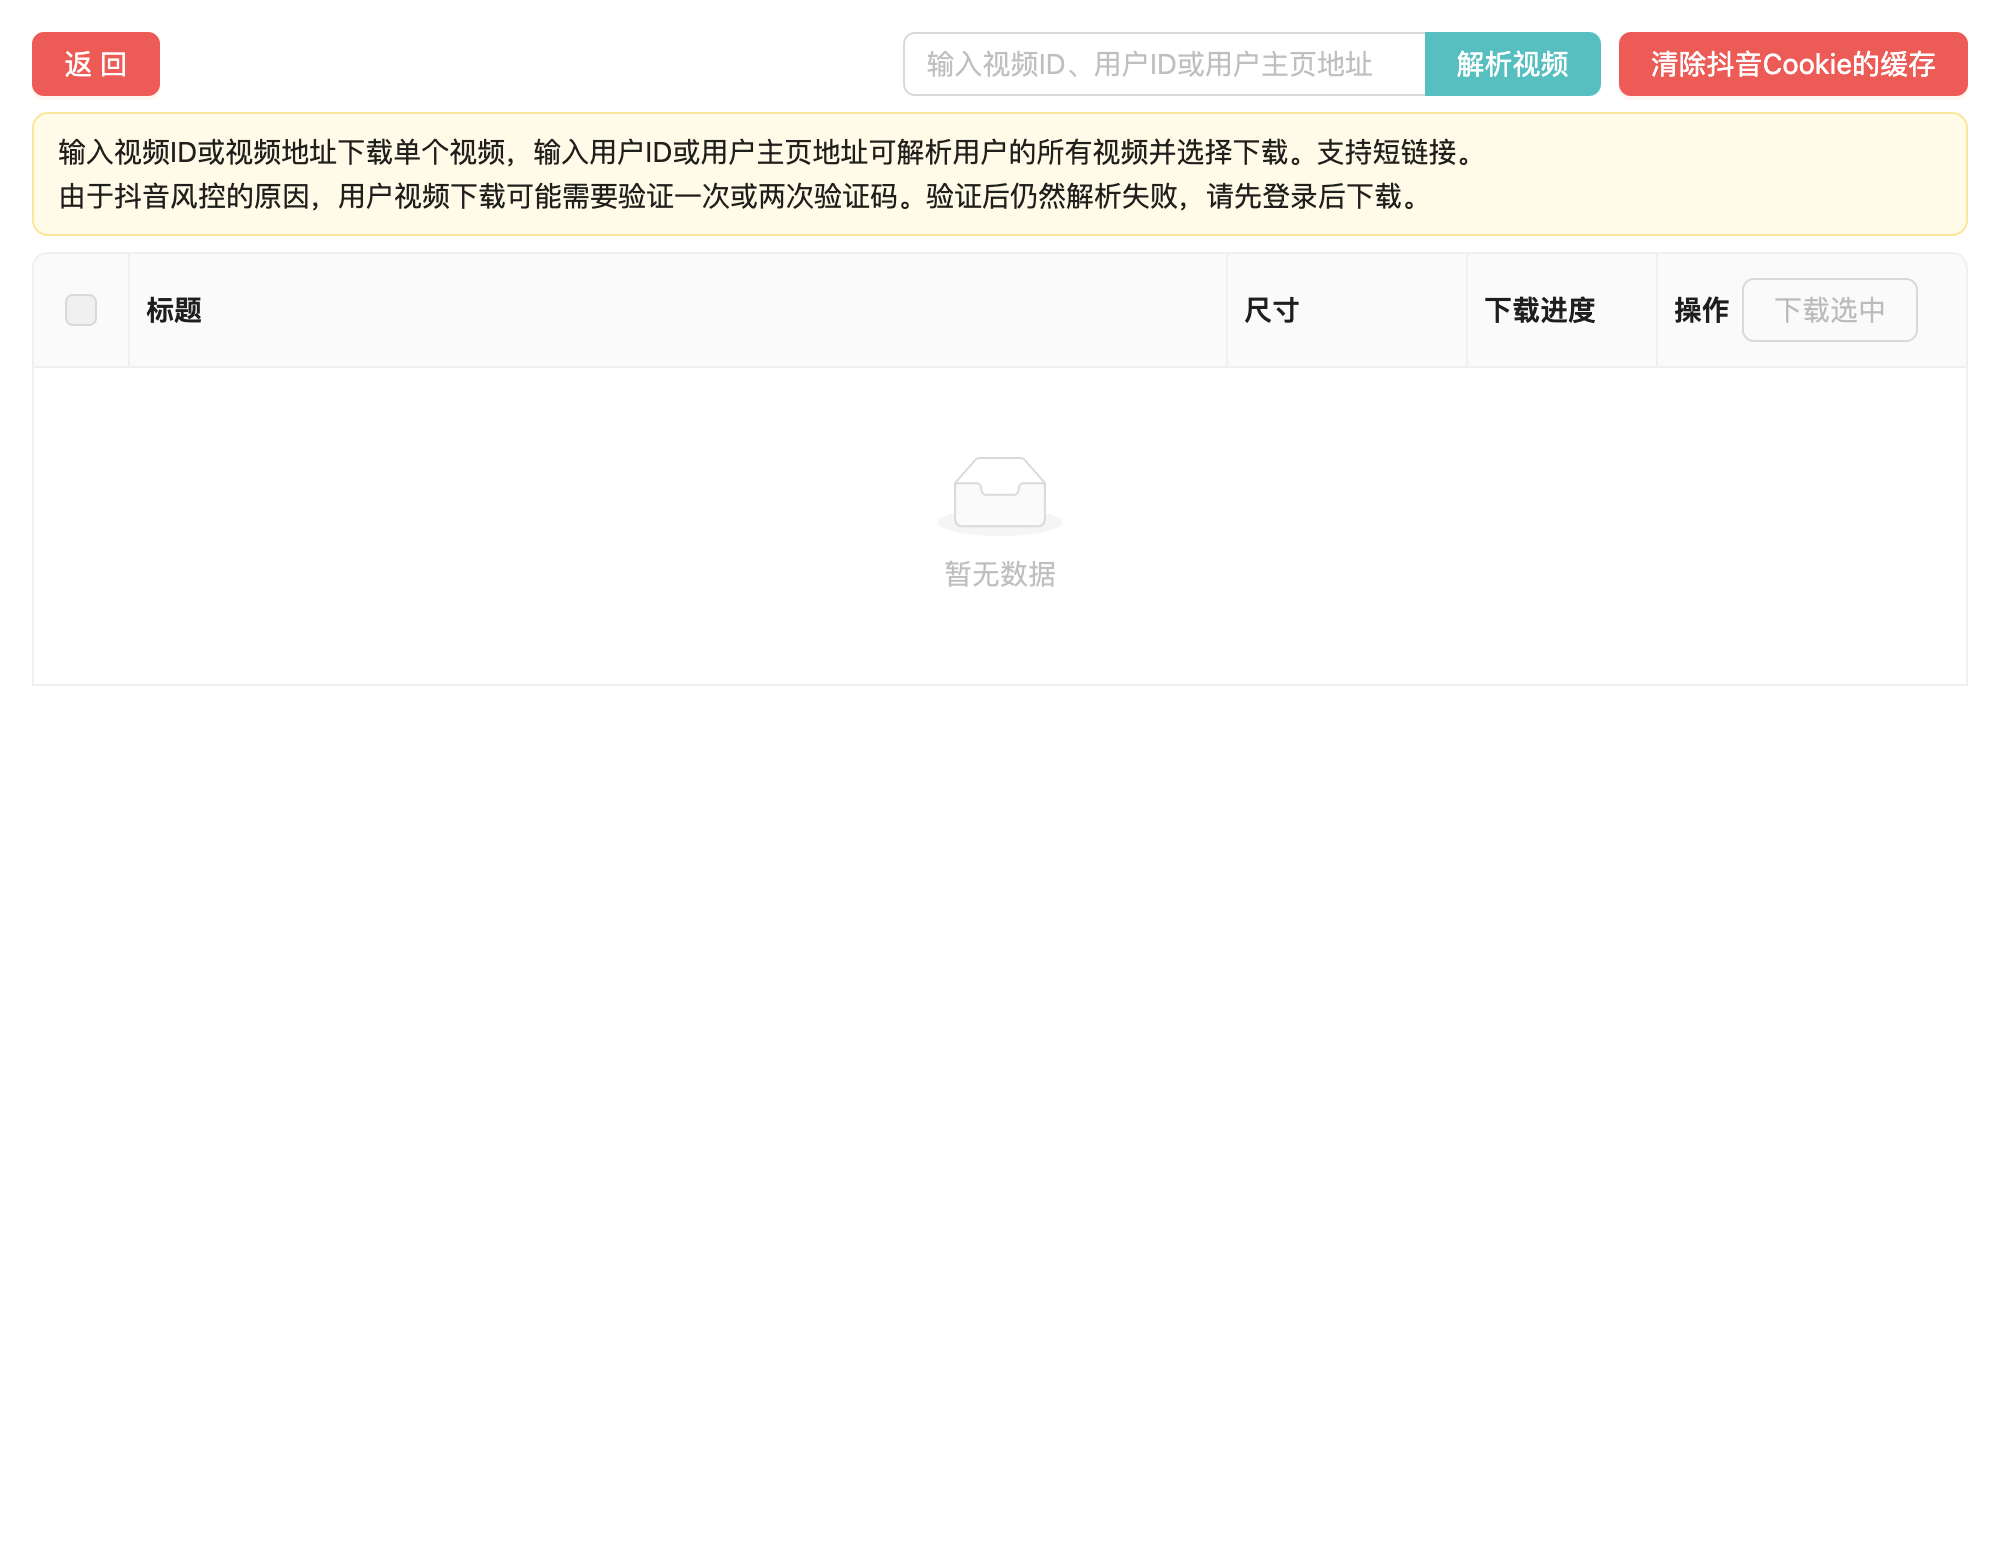 返 回
输入视频ID、用户ID或用户主页地址
解析视频
清除抖音Cookie的缓存
输入视频ID或视频地址下载单个视频，输入用户ID或用户主页地址可解析用户的所有视频并选择下载。支持短链接。
由于抖音风控的原因，用户视频下载可能需要验证一次或两次验证码。验证后仍然解析失败，请先登录后下载。
标题
尺寸
下载进度
操作
下载选中
暂无数据